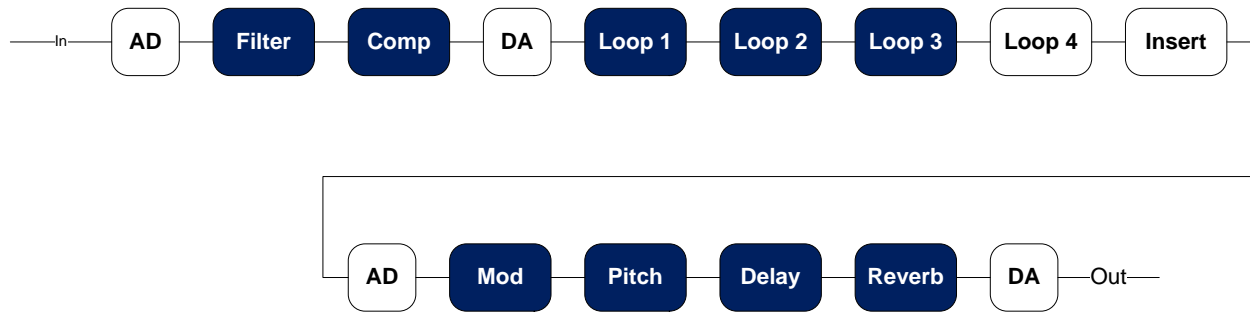 In AD Filter Comp DA Loop 1 Loop 2 Loop 3 Loop 4 Insert
AD Mod Pitch Delay Reverb DA Out